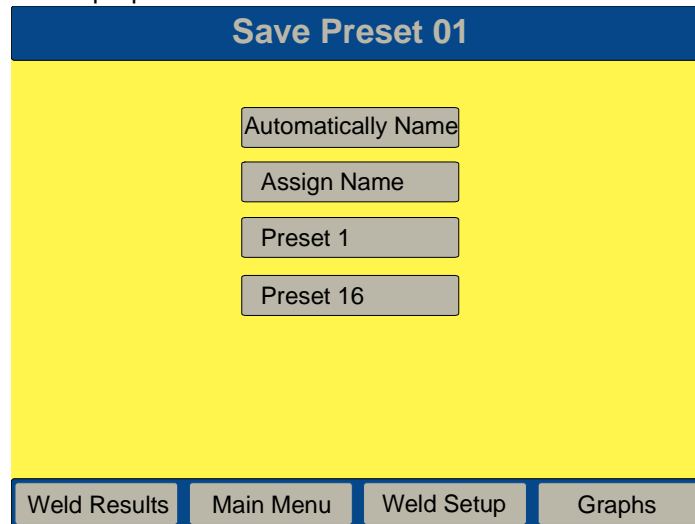 Save Preset 01
Automatically Name
Assign Name
Preset 1
Preset 16
Weld Results Main Menu Weld Setup Graphs